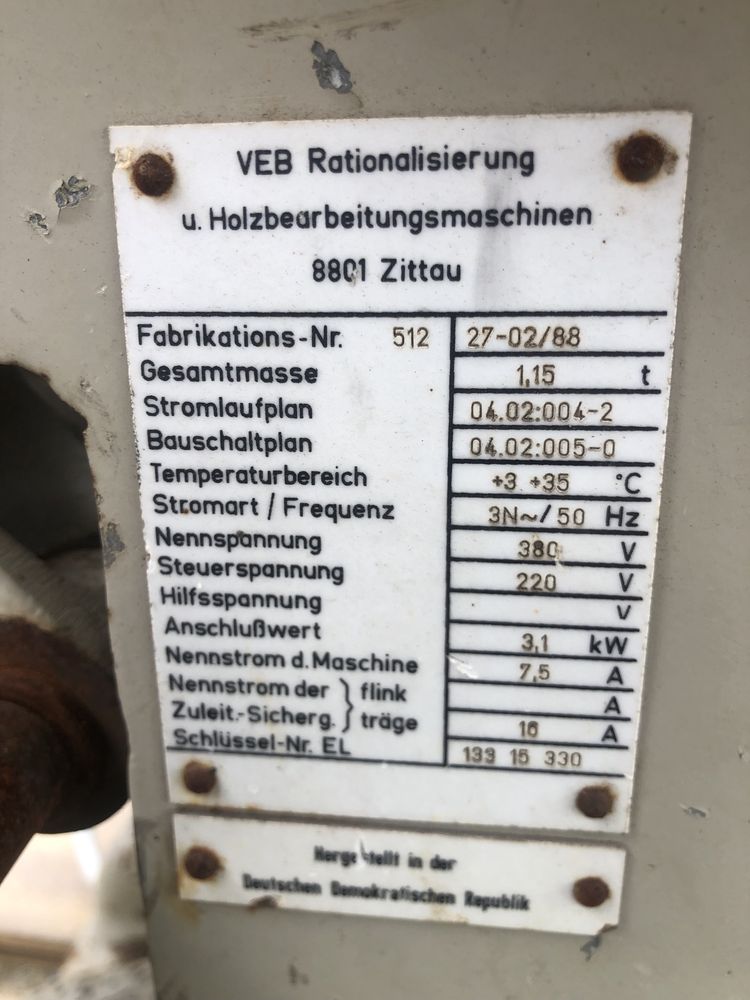 VEB Rationalisierung
u. Holzbearbeitungsmaschinen
8801 Zittau
Fabrikations-Nr. 512 27-02/88
Gesamtmasse 1,15 t
Stromlaufplan 04.02:004-2
Bauschaltplan 04.02:005-0
Temperaturbereich +3 +35 °C
Stromart / Frequenz 3N~/50 Hz
Nennspannung 380 V
Steuerspannung 220 V
Hilfsspannung V
Anschlußwert 3,1 kW
Nennstrom d. Maschine 7,5 A
Nennstrom der } flink A
Zuleit.-Sicherg. } träge 16 A
Schlüssel-Nr. EL 133 15 330
Hergestellt in der
Deutschen Demokratischen Republik